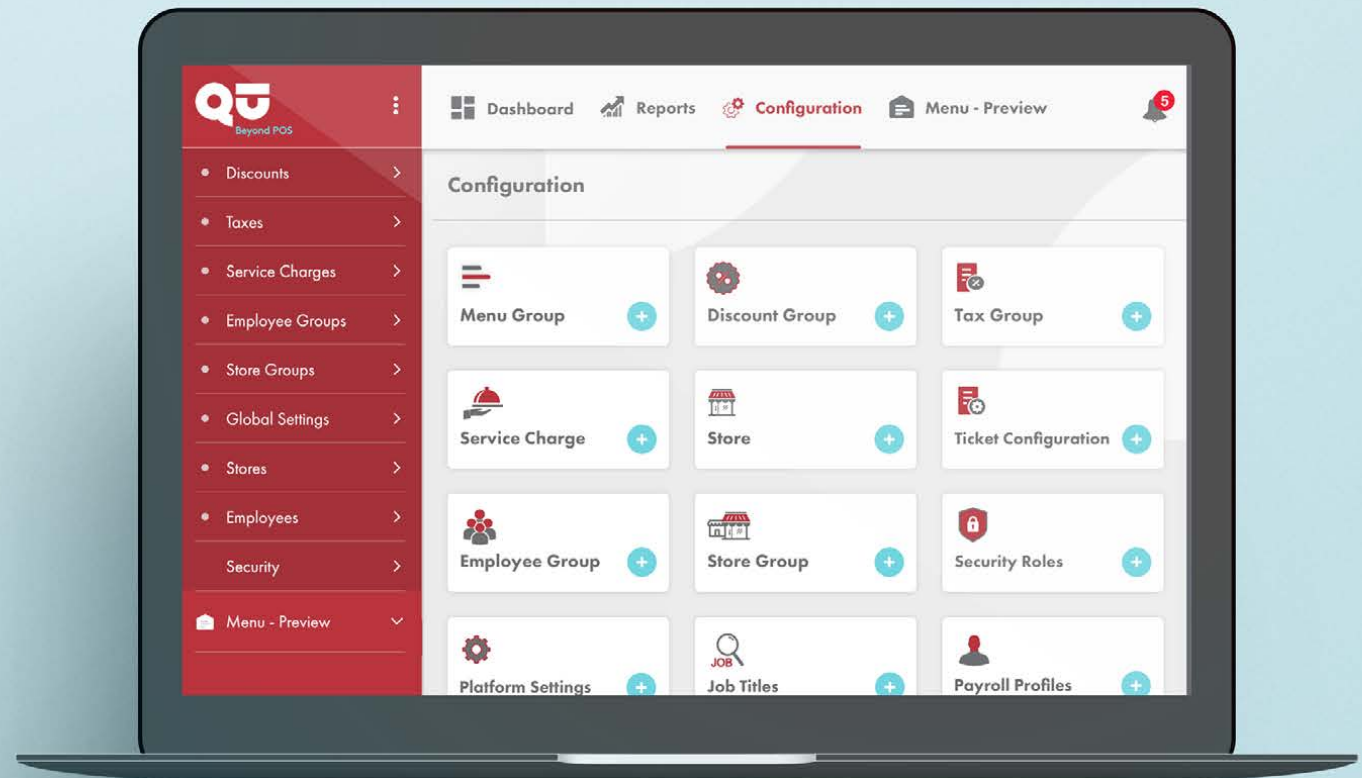 QU
Beyond POS
Dashboard
Reports
Configuration
Menu - Preview
5
Discounts
Taxes
Service Charges
Employee Groups
Store Groups
Global Settings
Stores
Employees
Security
Menu - Preview
Configuration
Menu Group
Discount Group
Tax Group
Service Charge
Store
Ticket Configuration
Employee Group
Store Group
Security Roles
Platform Settings
JOB
Job Titles
Payroll Profiles